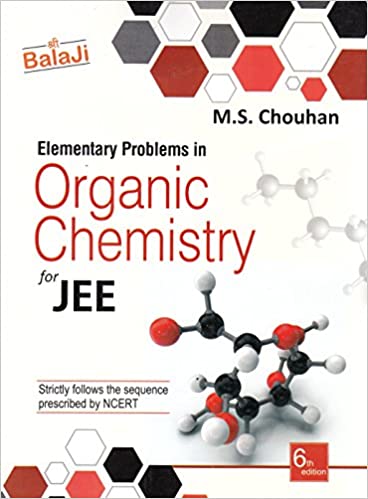 श्री
BalaJi
M.S. Chouhan
Elementary Problems in
Organic
Chemistry
for JEE
Strictly follows the sequence
prescribed by NCERT
6th
edition